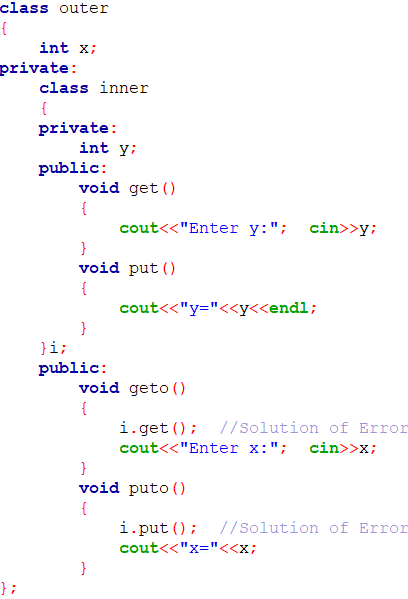 class outer
{
    int x;
private:
    class inner
    {
    private:
        int y;
    public:
        void get()
        {
            cout<<"Enter y:";  cin>>y;
        }
        void put()
        {
            cout<<"y="<<y<<endl;
        }
    }i;
    public:
        void geto()
        {
            i.get();  //Solution of Error
            cout<<"Enter x:";  cin>>x;
        }
        void puto()
        {
            i.put();  //Solution of Error
            cout<<"x="<<x;
        }
};